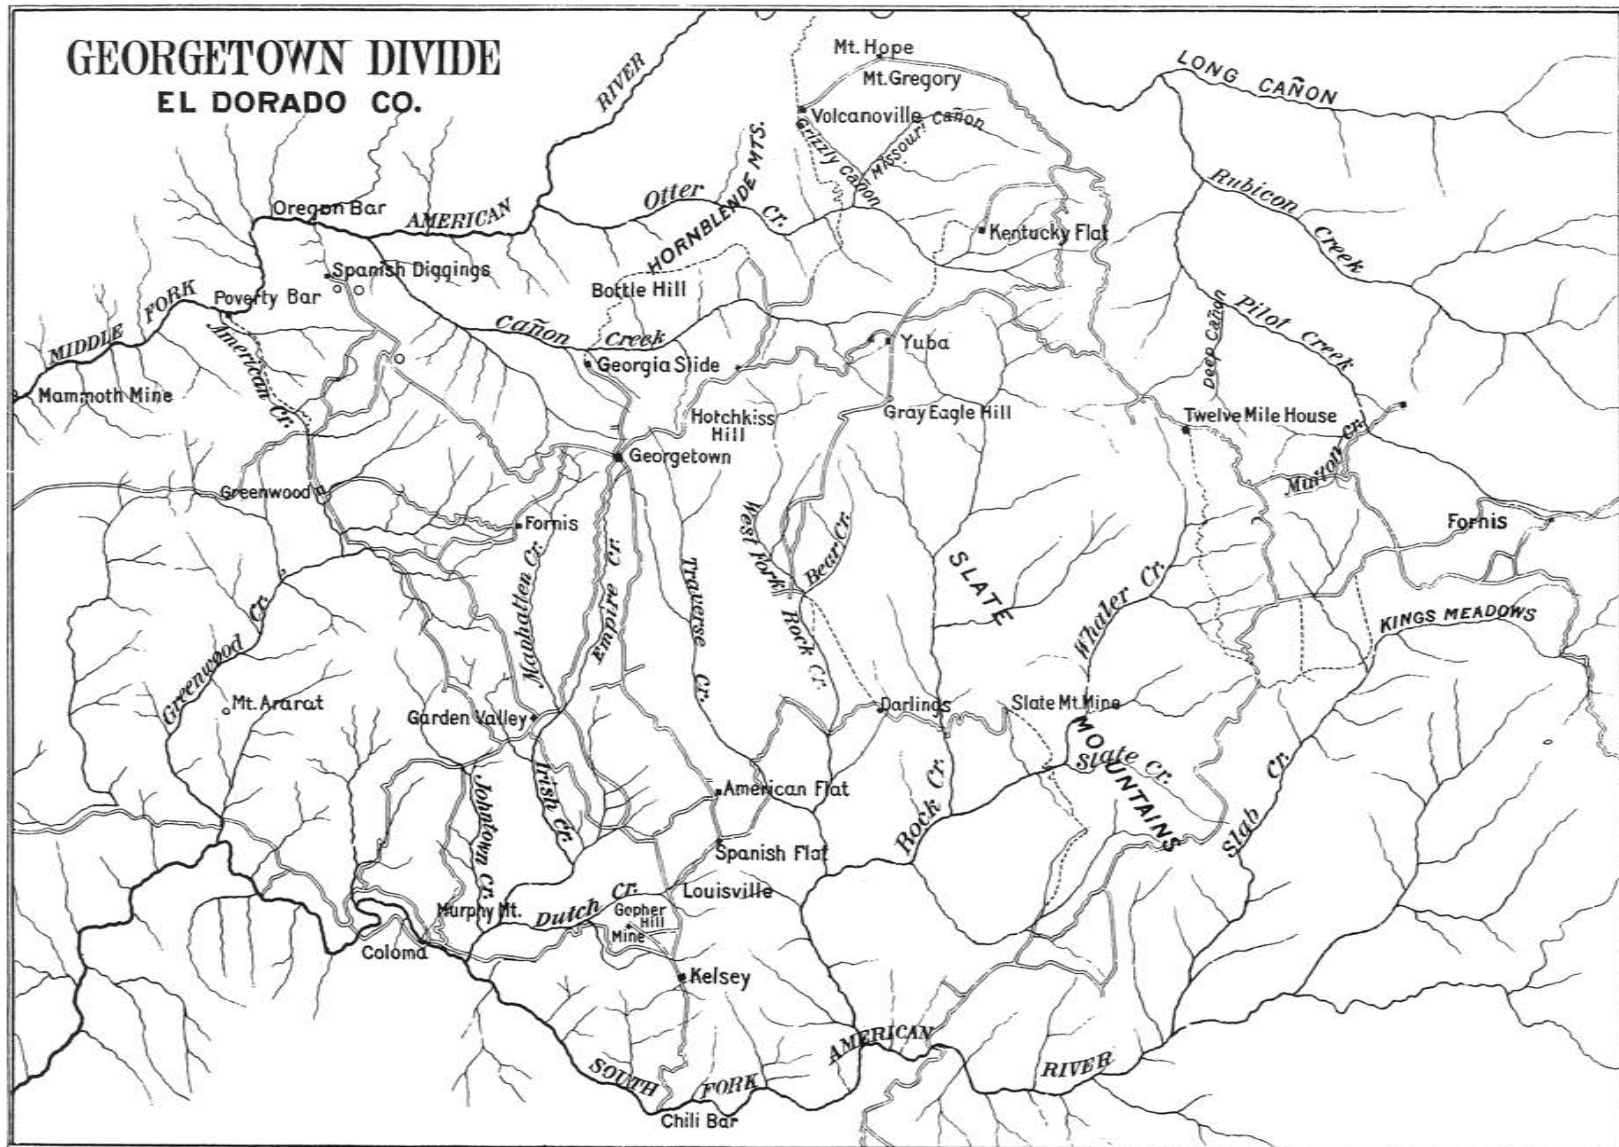 GEORGETOWN DIVIDE
EL DORADO CO.
RIVER
Mt. Hope
Mt. Gregory
LONG CAÑON
Volcanoville
Grizzly Cañon
Missouri Cañon
HORNBLENDE MTS.
Otter Cr.
Rubicon Creek
Oregon Bar
AMERICAN
Kentucky Flat
Spanish Diggings
Poverty Bar
MIDDLE FORK
Bottle Hill
Cañon Creek
Pilot Creek
Deep Cañon
American Cr.
Yuba
Georgia Slide
Mammoth Mine
Hotchkiss
Hill
Gray Eagle Hill
Twelve Mile House
Georgetown
Mutton Cr.
Greenwood
Fornis
Fornis
West Fork
Bear Cr.
SLATE
Manhatten Cr.
Empire Cr.
Traverse Cr.
Rock Cr.
Whaler Cr.
KINGS MEADOWS
Greenwood Cr.
Mt. Ararat
Garden Valley
Darlings
Slate Mt. Mine
MOUNTAINS
Slate Cr.
Irish Cr.
Johntown Cr.
American Flat
Rock Cr.
Slab Cr.
Spanish Flat
Louisville
Murphy Mt.
Dutch Cr.
Gopher
Hill
Mine
Coloma
Kelsey
SOUTH FORK
AMERICAN
RIVER
Chili Bar